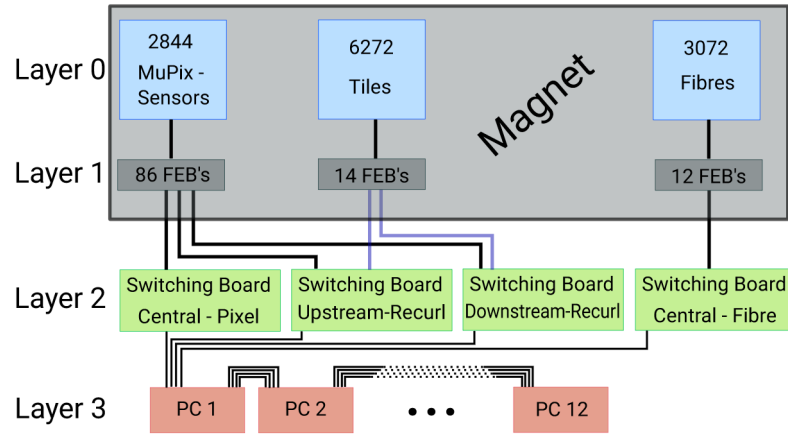 Layer 0
2844
MuPix -
Sensors
6272
Tiles
3072
Fibres
Magnet
Layer 1
86 FEB's
14 FEB's
12 FEB's
Layer 2
Switching Board
Central - Pixel
Switching Board
Upstream-Recurl
Switching Board
Downstream-Recurl
Switching Board
Central - Fibre
Layer 3
PC 1
PC 2
PC 12